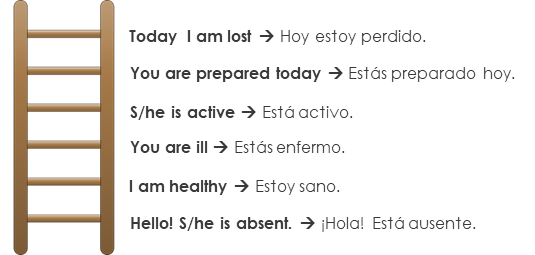 Today I am lost → Hoy estoy perdido.
You are prepared today → Estás preparado hoy.
S/he is active → Está activo.
You are ill → Estás enfermo.
I am healthy → Estoy sano.
Hello! S/he is absent. → ¡Hola! Está ausente.